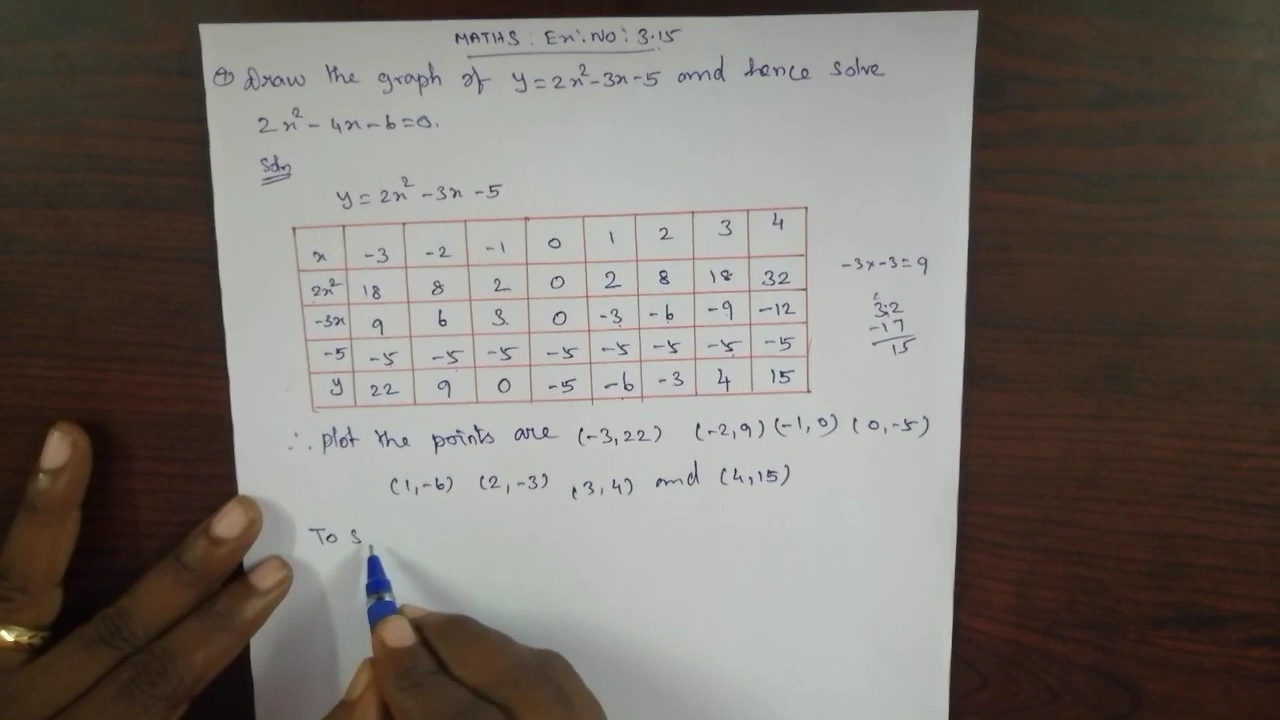 MATHS : Ex: NO: 3.15
⑦ Draw the graph of y=2x²-3x-5 and hence solve
2x²-4x-6=0.
Soln
y=2x²-3x-5
x -3 -2 -1 0 1 2 3 4
2x² 18 8 2 0 2 8 18 32
-3x 9 6 3 0 -3 -6 -9 -12
-5 -5 -5 -5 -5 -5 -5 -5 -5
y 22 9 0 -5 -6 -3 4 15
-3x-3=9
32
-17
15
∴ plot the points are (-3,22) (-2,9) (-1,0) (0,-5)
(1,-6) (2,-3) (3,4) and (4,15)
To s